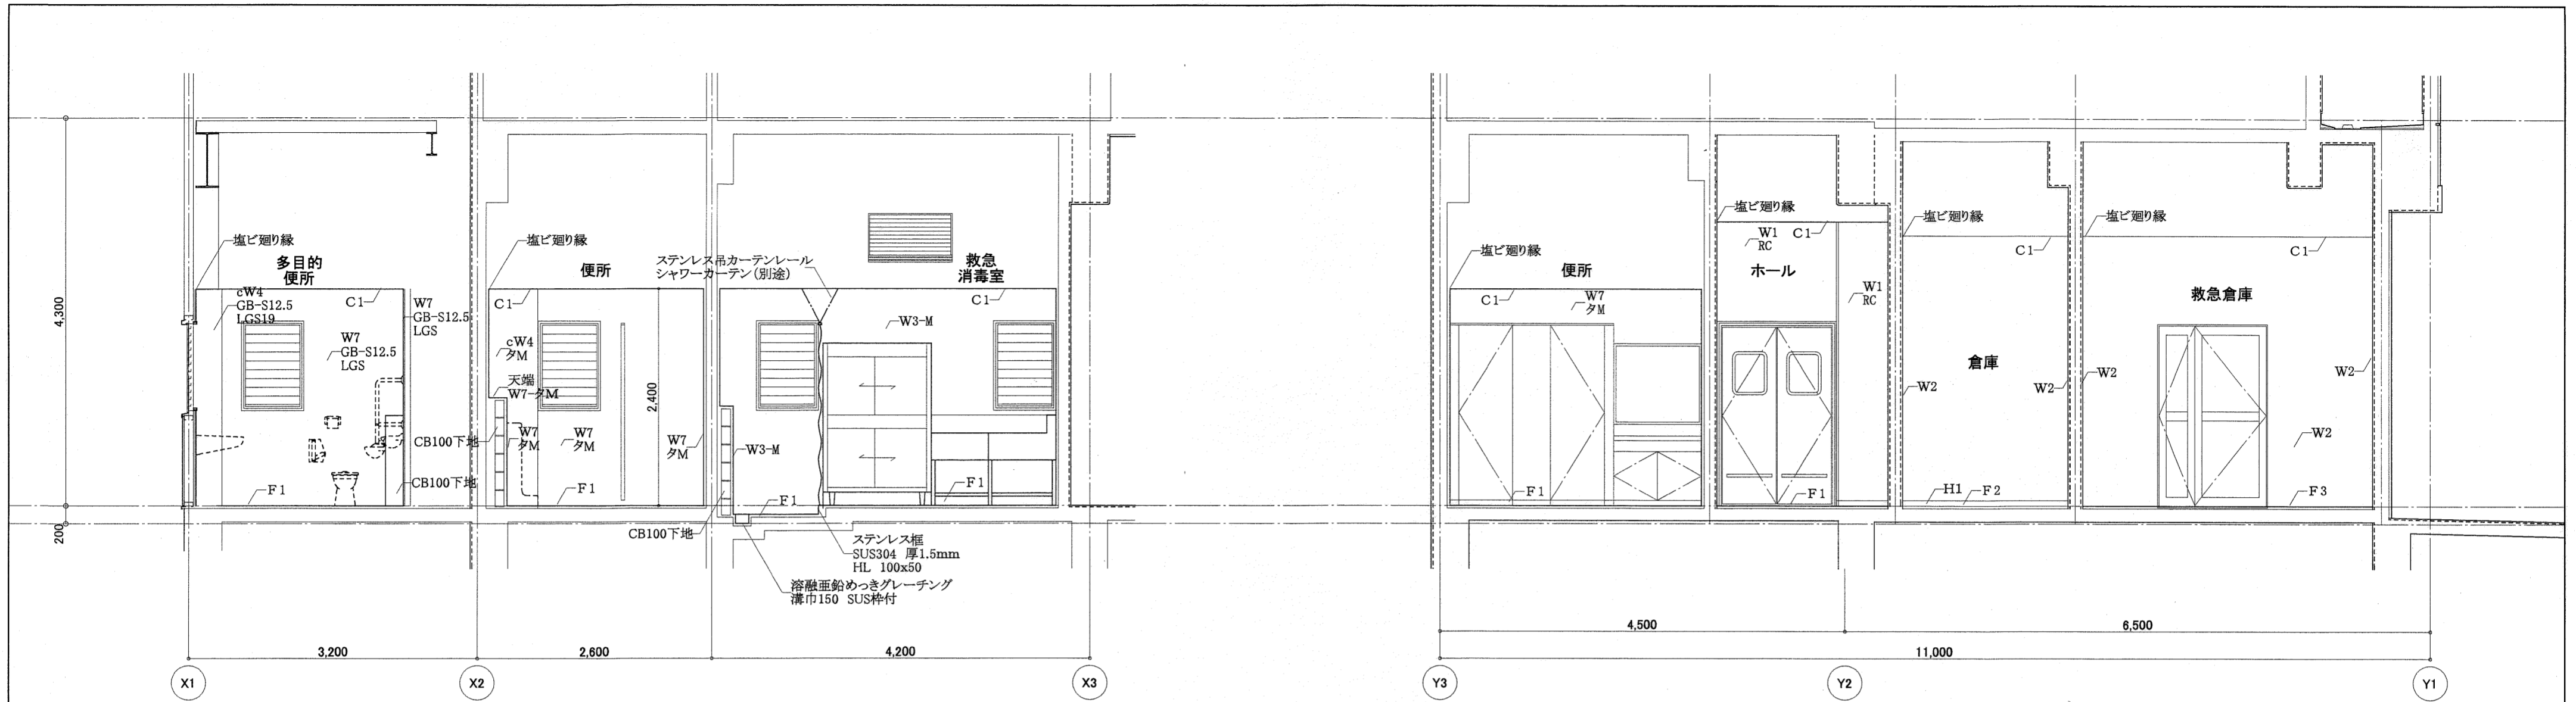 塩ビ廻り縁
多目的
便所
cW4
GB-S12.5
LGS19
C1
W7
GB-S12.5
LGS
W7
GB-S12.5
LGS
F1
CB100下地
4,300
200
塩ビ廻り縁
便所
C1
cW4
タM
天端
W7-タM
CB100下地
W7
タM
W7
タM
2,400
W7
タM
F1
ステンレス吊カーテンレール
シャワーカーテン(別途)
救急
消毒室
C1
W3-M
W3-M
F1
F1
CB100下地
ステンレス框
SUS304 厚1.5mm
HL 100x50
溶融亜鉛めっきグレーチング
溝巾150 SUS枠付
3,200
2,600
4,200
X1
X2
X3
塩ビ廻り縁
便所
C1
W7
タM
F1
塩ビ廻り縁
W1
RC
C1
ホール
W1
RC
F1
塩ビ廻り縁
C1
倉庫
W2
W2
H1
F2
塩ビ廻り縁
C1
救急倉庫
W2
W2
W2
F3
4,500
6,500
11,000
Y3
Y2
Y1